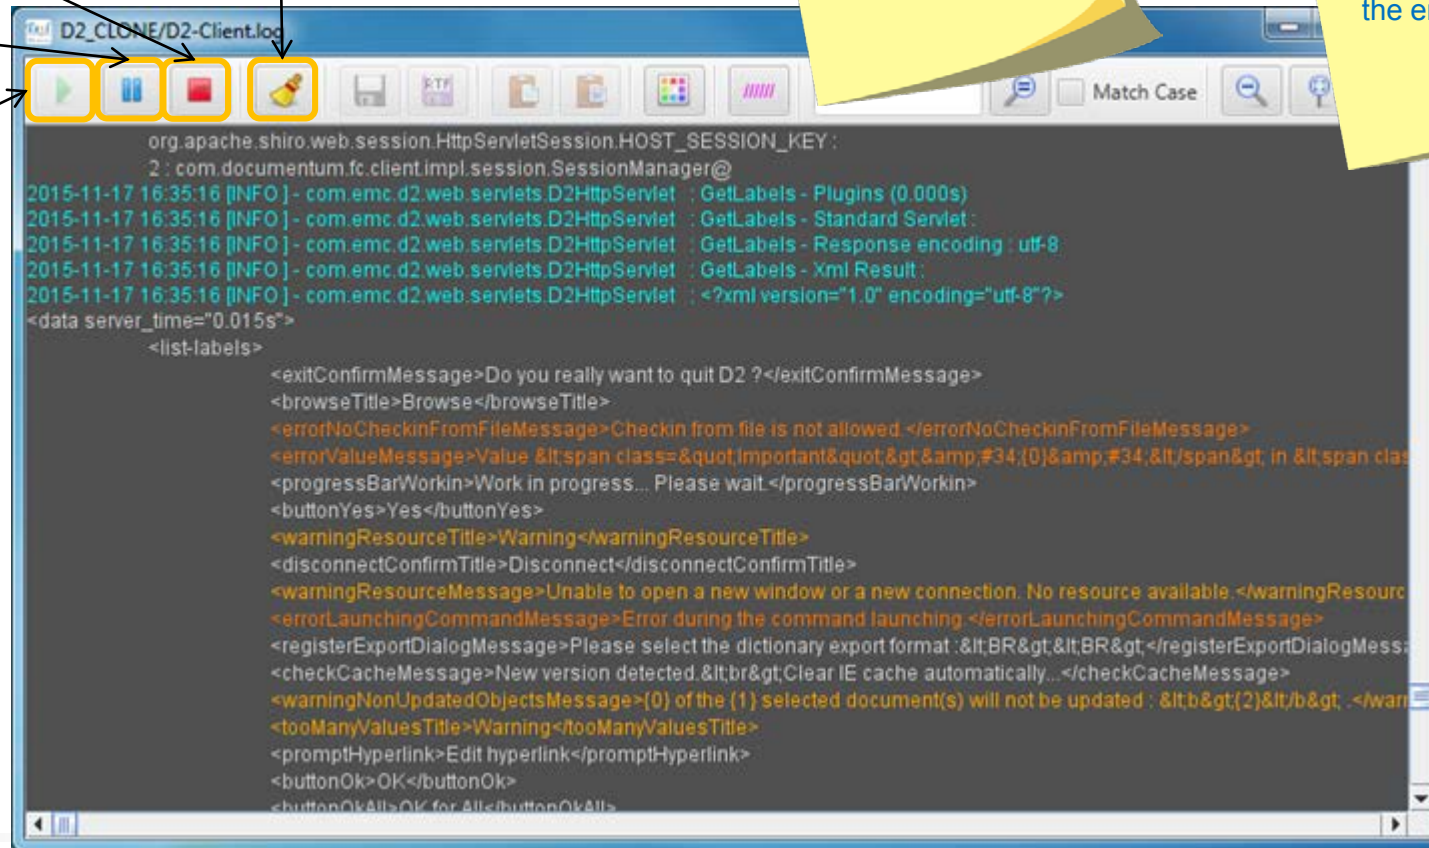 the e
D2_CLONE/D2-Client.log
RTF
Match Case
org.apache.shiro.web.session.HttpServletSession.HOST_SESSION_KEY :
2 : com.documentum.fc.client.impl.session.SessionManager@
2015-11-17 16:35:16 [INFO ] - com.emc.d2.web.servlets.D2HttpServlet : GetLabels - Plugins (0.000s)
2015-11-17 16:35:16 [INFO ] - com.emc.d2.web.servlets.D2HttpServlet : GetLabels - Standard Servlet :
2015-11-17 16:35:16 [INFO ] - com.emc.d2.web.servlets.D2HttpServlet : GetLabels - Response encoding : utf-8
2015-11-17 16:35:16 [INFO ] - com.emc.d2.web.servlets.D2HttpServlet : GetLabels - Xml Result :
2015-11-17 16:35:16 [INFO ] - com.emc.d2.web.servlets.D2HttpServlet : <?xml version="1.0" encoding="utf-8"?>
<data server_time="0.015s">
<list-labels>
<exitConfirmMessage>Do you really want to quit D2 ?</exitConfirmMessage>
<browseTitle>Browse</browseTitle>
<errorNoCheckinFromFileMessage>Checkin from file is not allowed.</errorNoCheckinFromFileMessage>
<errorValueMessage>Value &lt;span class=&quot;Important&quot;&gt;&amp;#34;{0}&amp;#34;&lt;/span&gt; in &lt;span clas
<progressBarWorkin>Work in progress... Please wait.</progressBarWorkin>
<buttonYes>Yes</buttonYes>
<warningResourceTitle>Warning</warningResourceTitle>
<disconnectConfirmTitle>Disconnect</disconnectConfirmTitle>
<warningResourceMessage>Unable to open a new window or a new connection. No resource available.</warningResourc
<errorLaunchingCommandMessage>Error during the command launching.</errorLaunchingCommandMessage>
<registerExportDialogMessage>Please select the dictionary export format :&lt;BR&gt;&lt;BR&gt;</registerExportDialogMessa
<checkCacheMessage>New version detected.&lt;br&gt;Clear IE cache automatically...</checkCacheMessage>
<warningNonUpdatedObjectsMessage>{0} of the {1} selected document(s) will not be updated : &lt;b&gt;{2}&lt;/b&gt; .</warn
<tooManyValuesTitle>Warning</tooManyValuesTitle>
<promptHyperlink>Edit hyperlink</promptHyperlink>
<buttonOk>OK</buttonOk>
<buttonOkAll>OK for All</buttonOkAll>